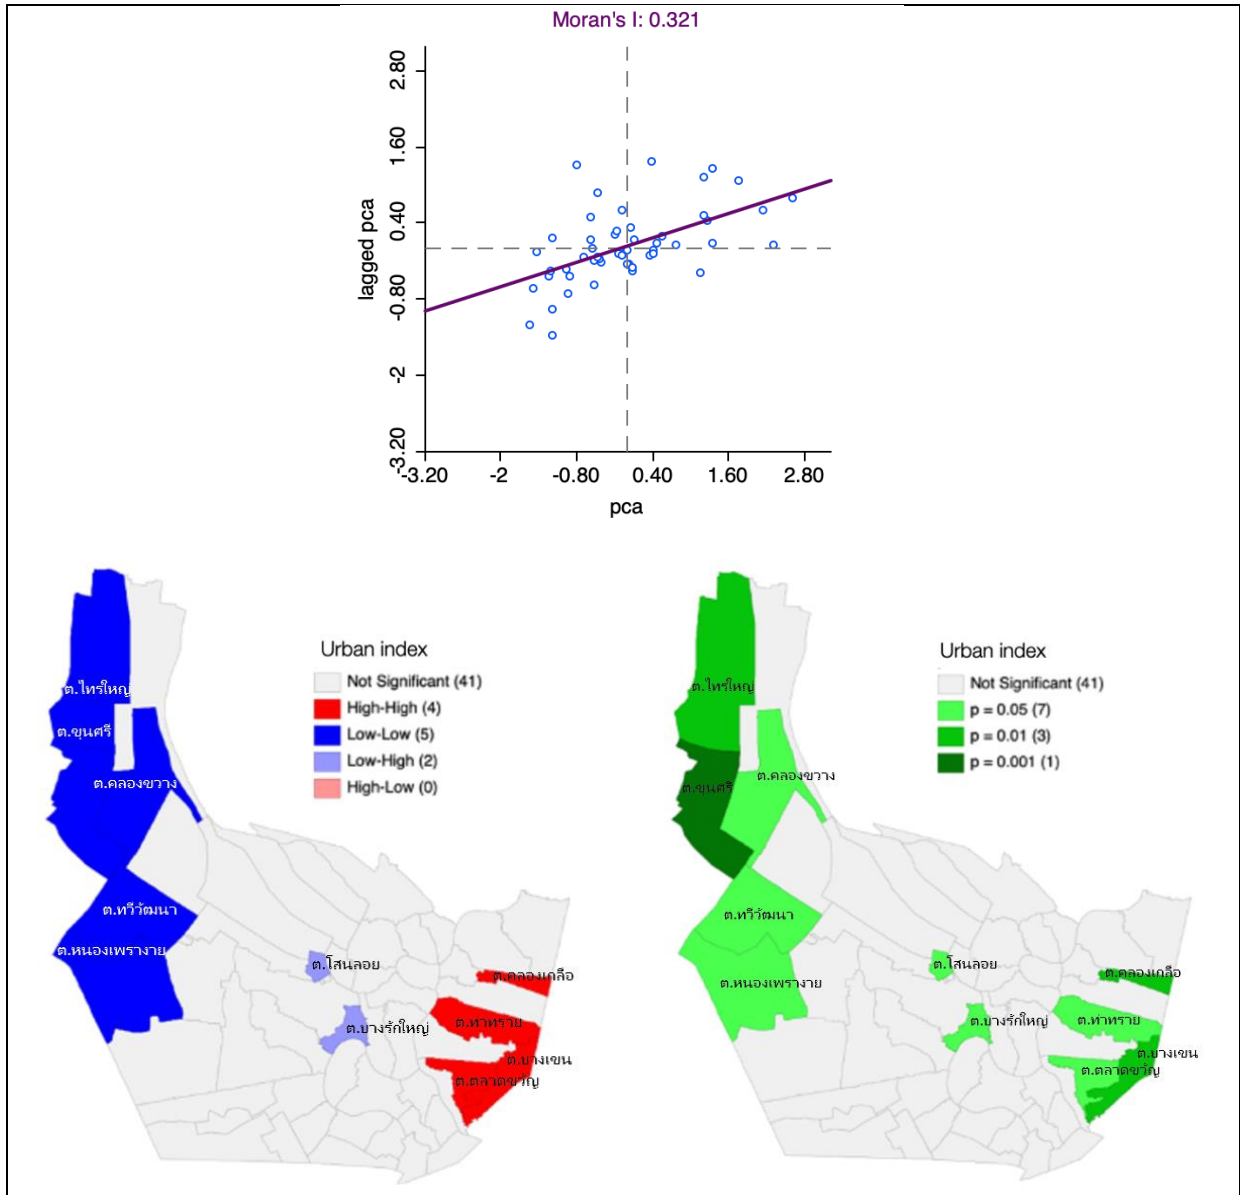 Moran's I: 0.321
2.80
1.60
0.40
-0.80
-2
-3.20
lagged pca
-3.20
-2
-0.80
0.40
1.60
2.80
pca
Urban index
Not Significant (41)
High-High (4)
Low-Low (5)
Low-High (2)
High-Low (0)
ต.ไทรใหญ่
ต.ขุนศรี
ต.คลองขวาง
ต.ทวีวัฒนา
ต.หนองเพรางาย
ต.โสนลอย
ต.บางรักใหญ่
ต.คลองเกลือ
ต.ท่าทราย
ต.บางเขน
ต.ตลาดขวัญ
Urban index
Not Significant (41)
p = 0.05 (7)
p = 0.01 (3)
p = 0.001 (1)
ต.ไทรใหญ่
ต.ขุนศรี
ต.คลองขวาง
ต.ทวีวัฒนา
ต.หนองเพรางาย
ต.โสนลอย
ต.บางรักใหญ่
ต.คลองเกลือ
ต.ท่าทราย
ต.บางเขน
ต.ตลาดขวัญ